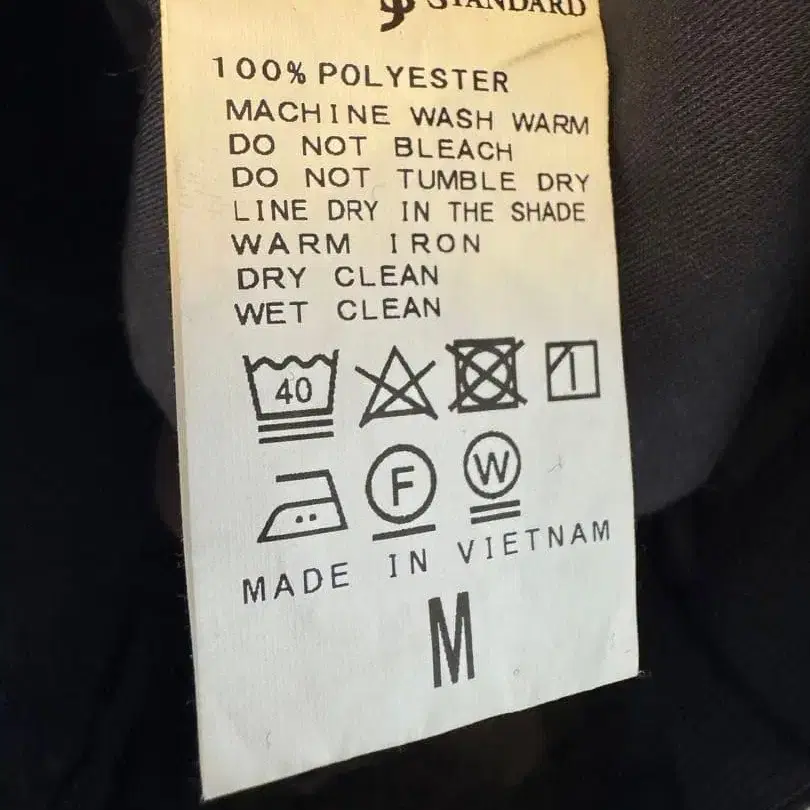 STANDARD
100% POLYESTER
MACHINE WASH WARM
DO NOT BLEACH
DO NOT TUMBLE DRY
LINE DRY IN THE SHADE
WARM IRON
DRY CLEAN
WET CLEAN
40
F W
MADE IN VIETNAM
M